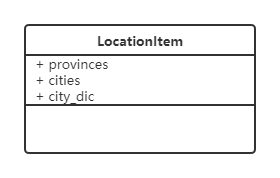 LocationItem
+ provinces
+ cities
+ city_dic